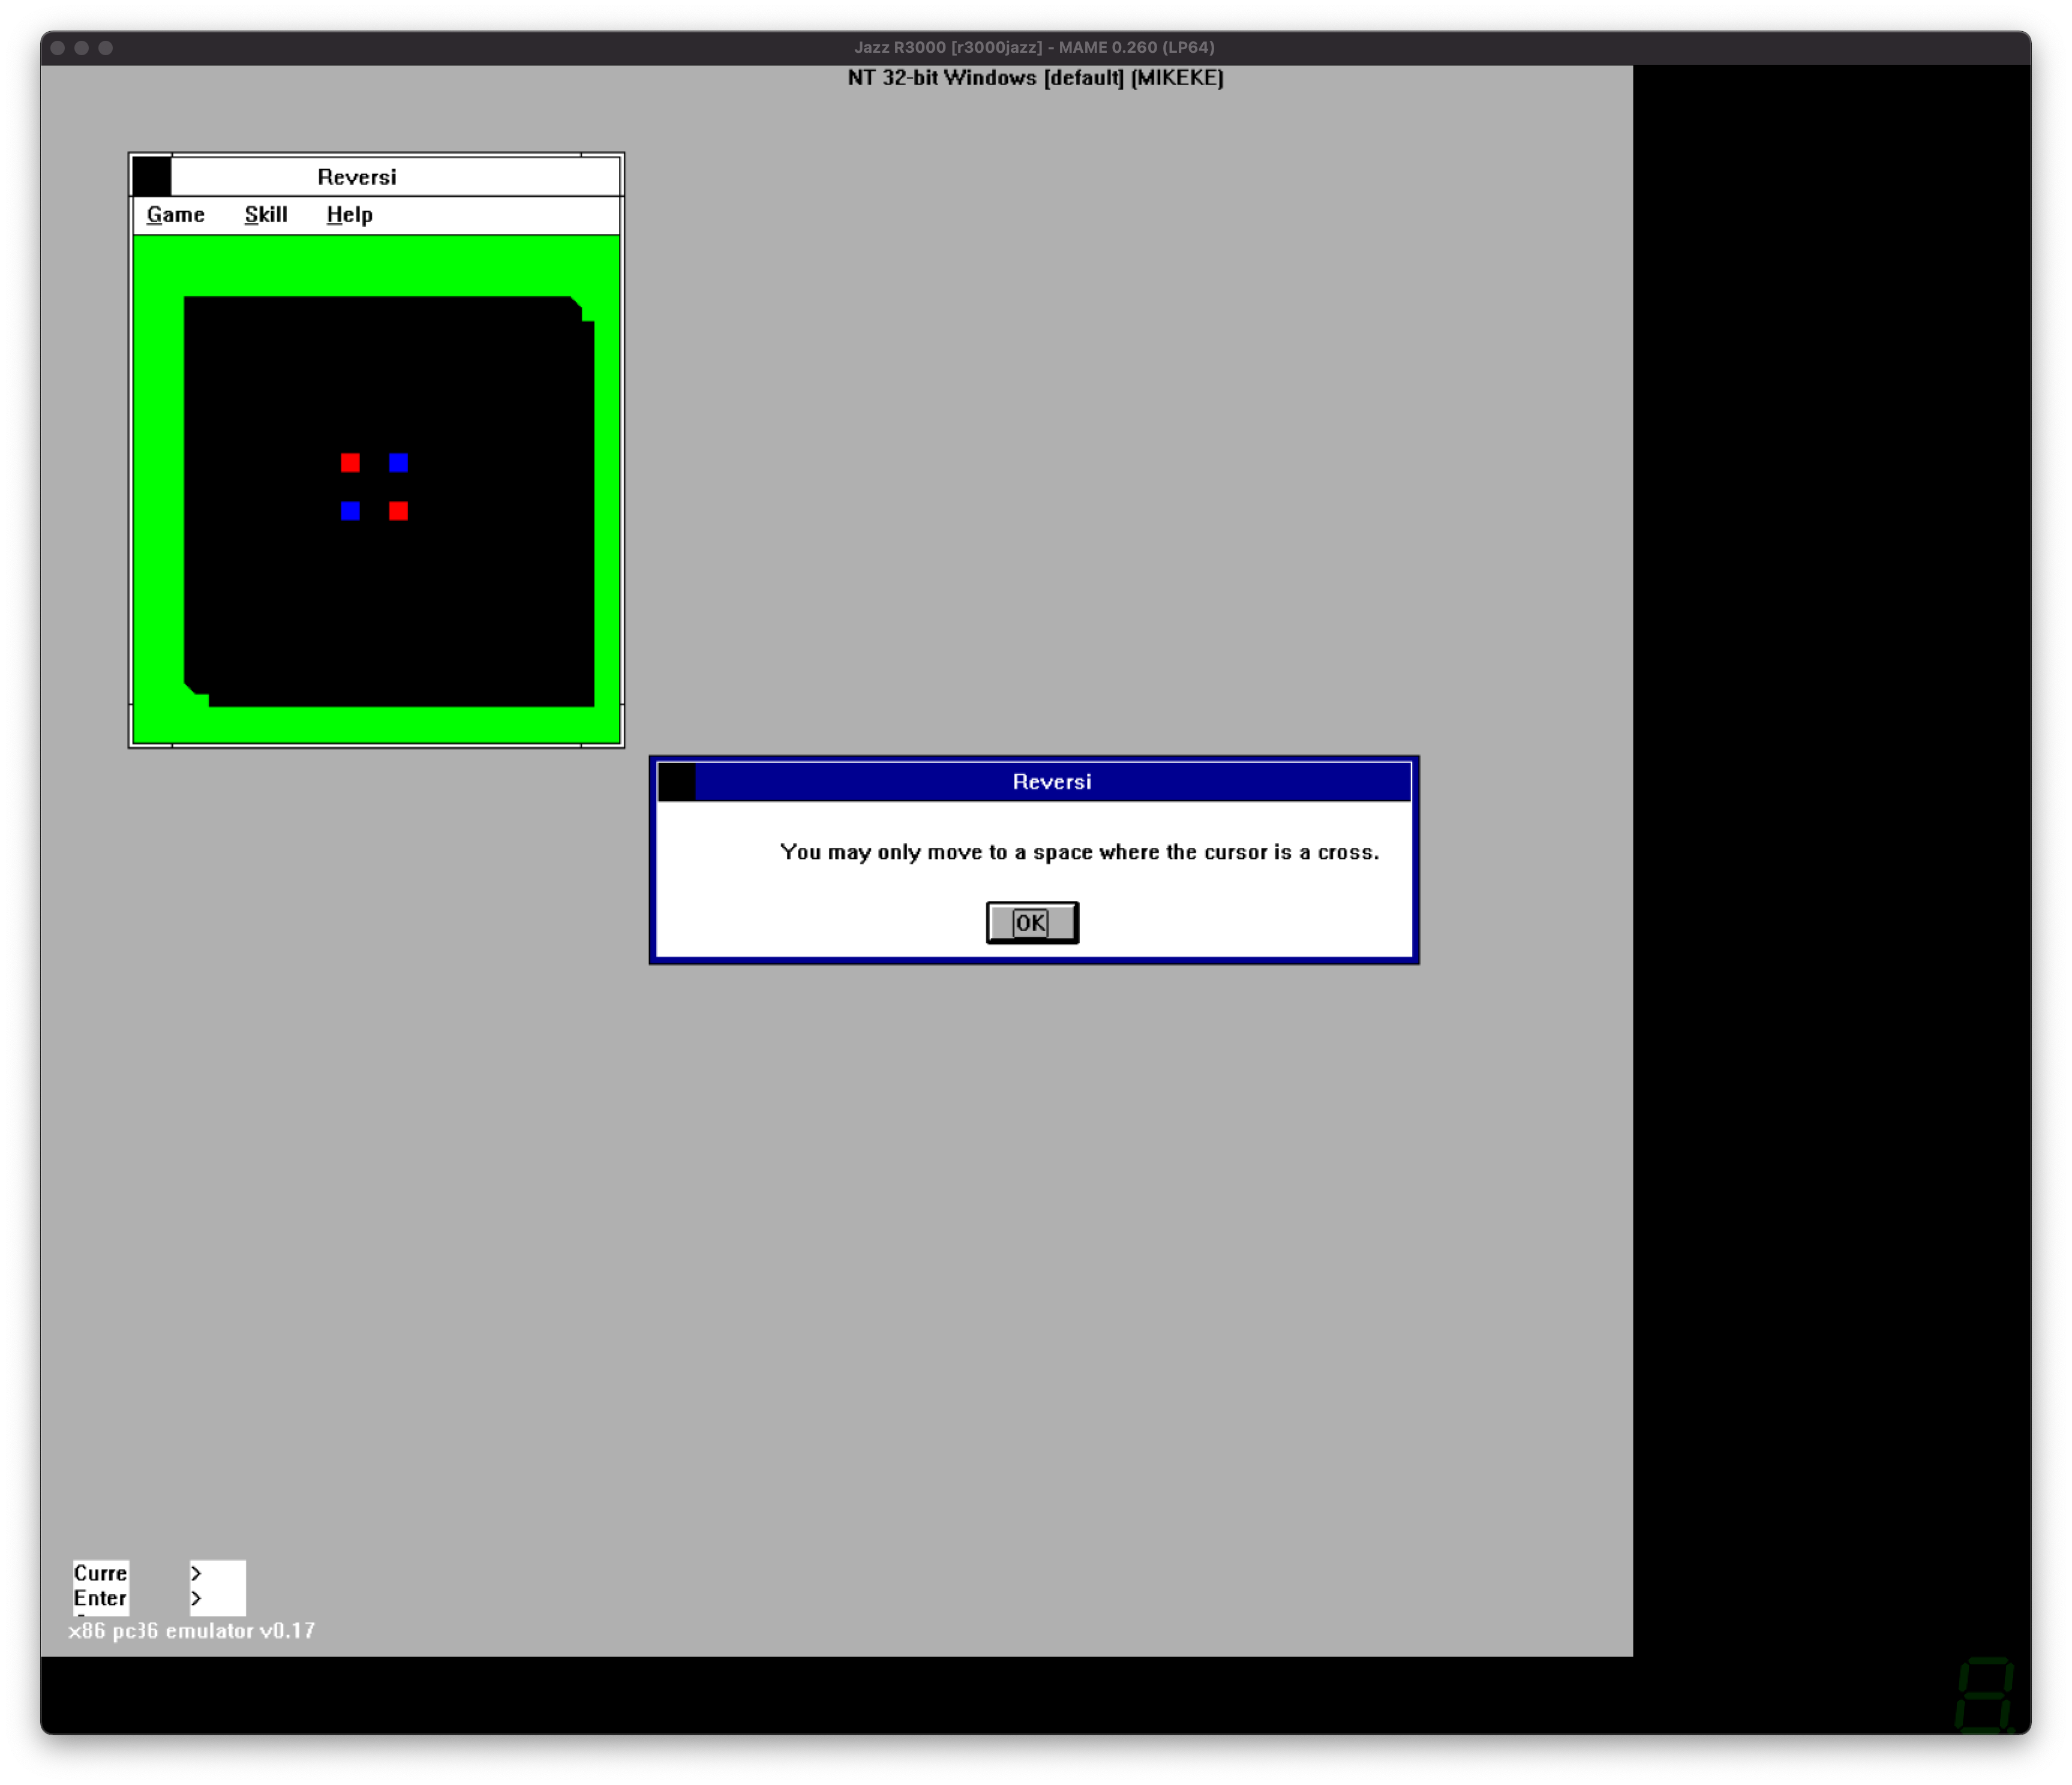 Jazz R3000 [r3000jazz] - MAME 0.260 (LP64)
NT 32-bit Windows [default] (MIKEKE)
Reversi
Game Skill Help
Reversi
You may only move to a space where the cursor is a cross.
OK
Curre >
Enter >
x86 pc36 emulator v0.17
8.